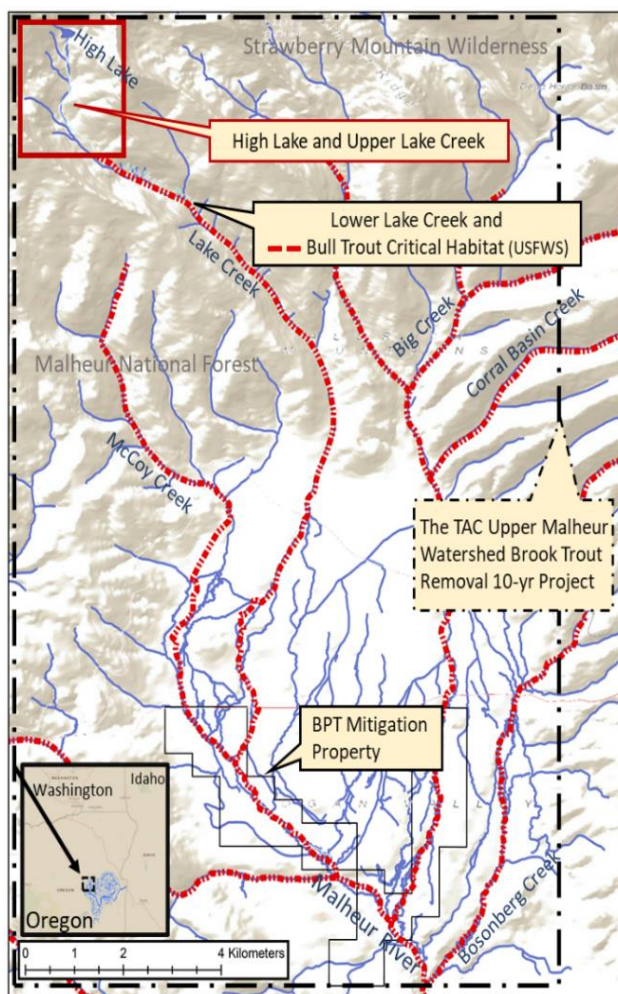 Strawberry Mountain Wilderness
High Lake
High Lake and Upper Lake Creek
Lower Lake Creek and
Bull Trout Critical Habitat (USFWS)
Lake Creek
Big Creek
Corral Basin Creek
Malheur National Forest
McCoy Creek
The TAC Upper Malheur
Watershed Brook Trout
Removal 10-yr Project
BPT Mitigation
Property
Washington
Idaho
Oregon
Malheur River
Bosonberg Creek
0 1 2 4 Kilometers